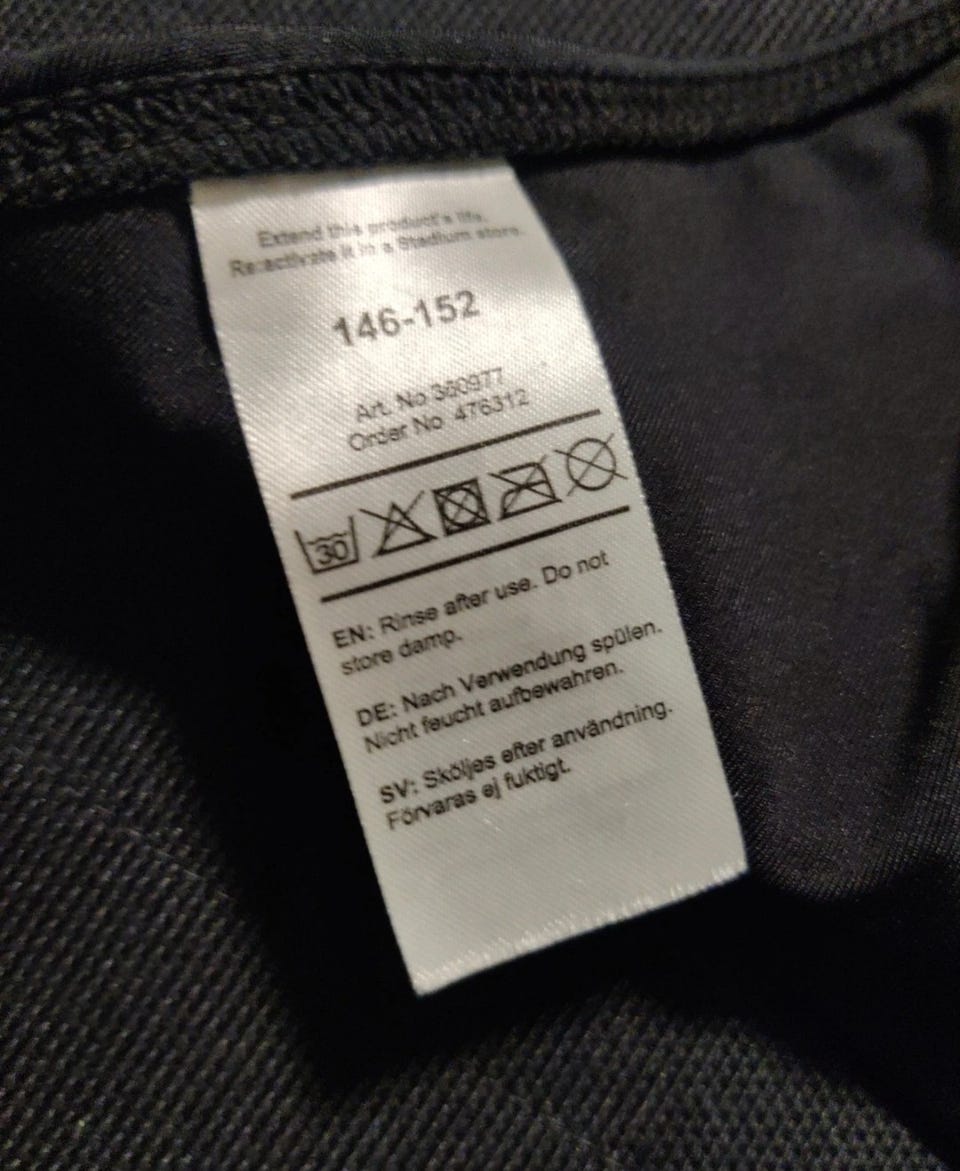 Extend this product's life.
Re:activate it in a Stadium store.
146-152
Art. No 360977
Order No 476312
30
EN: Rinse after use. Do not
store damp.
DE: Nach Verwendung spülen.
Nicht feucht aufbewahren.
SV: Sköljes efter användning.
Förvaras ej fuktigt.